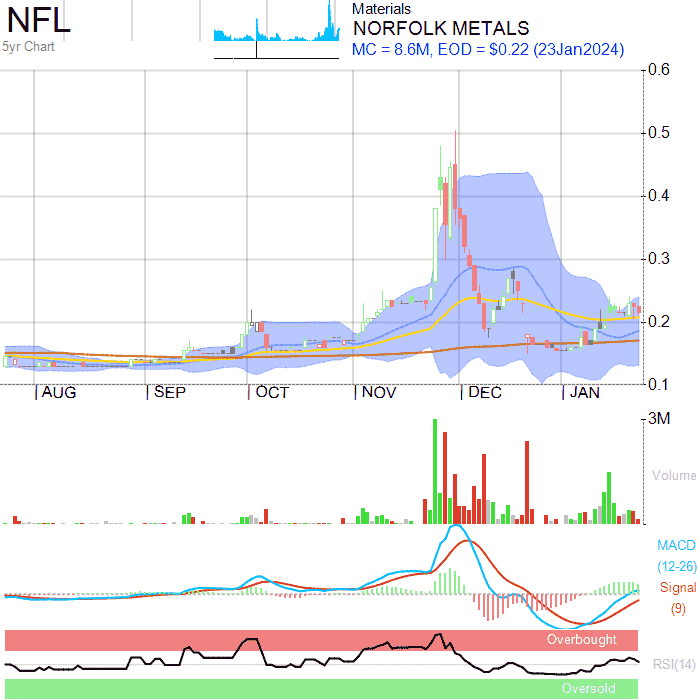 NFL
5yr Chart
Materials
NORFOLK METALS
MC = 8.6M, EOD = $0.22 (23Jan2024)
0.6
0.5
0.4
0.3
0.2
0.1
AUG SEP OCT NOV DEC JAN
3M
Volume
MACD
(12-26)
Signal
(9)
Overbought
RSI(14)
Oversold